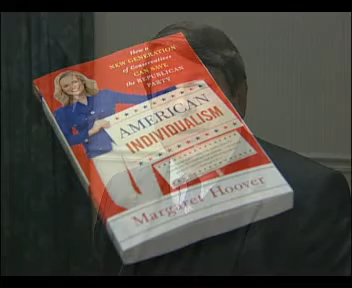 How a
NEW GENERATION
of Conservatives
CAN SAVE
the REPUBLICAN
PARTY
AMERICAN
INDIVIDUALISM
Margaret Hoover